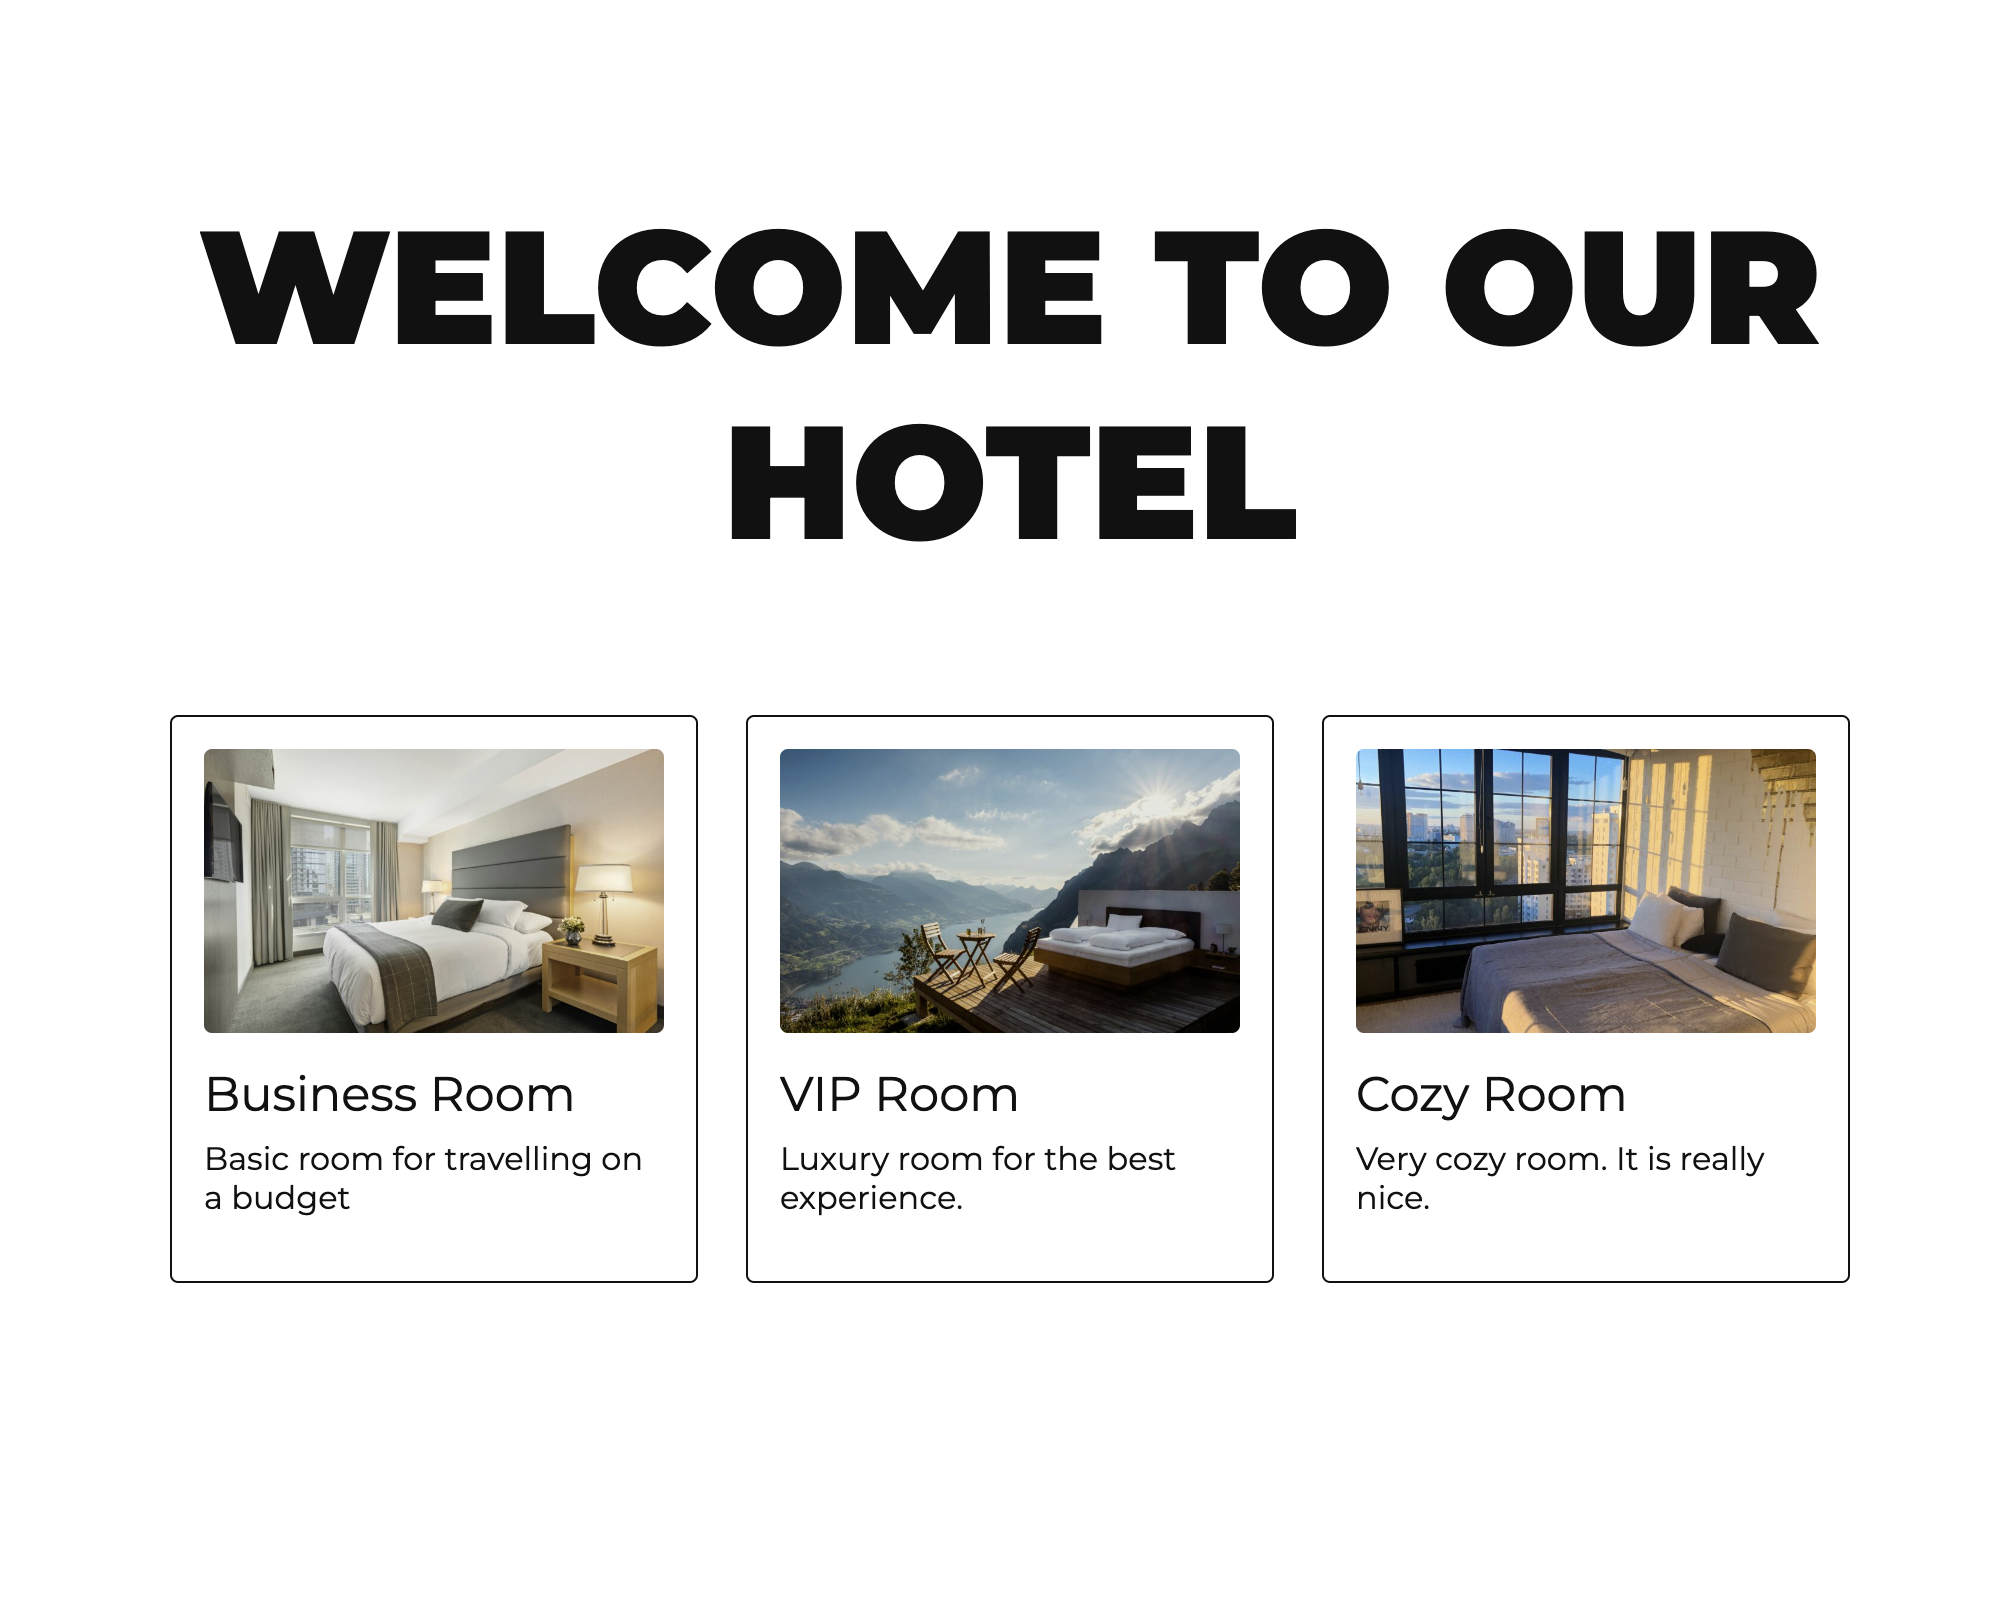 WELCOME TO OUR
HOTEL
Business Room
Basic room for travelling on
a budget
VIP Room
Luxury room for the best
experience.
Cozy Room
Very cozy room. It is really
nice.